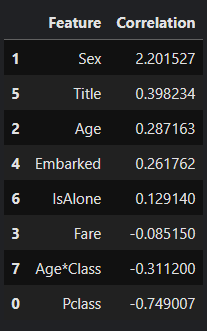 Feature Correlation
1 Sex 2.201527
5 Title 0.398234
2 Age 0.287163
4 Embarked 0.261762
6 IsAlone 0.129140
3 Fare -0.085150
7 Age*Class -0.311200
0 Pclass -0.749007